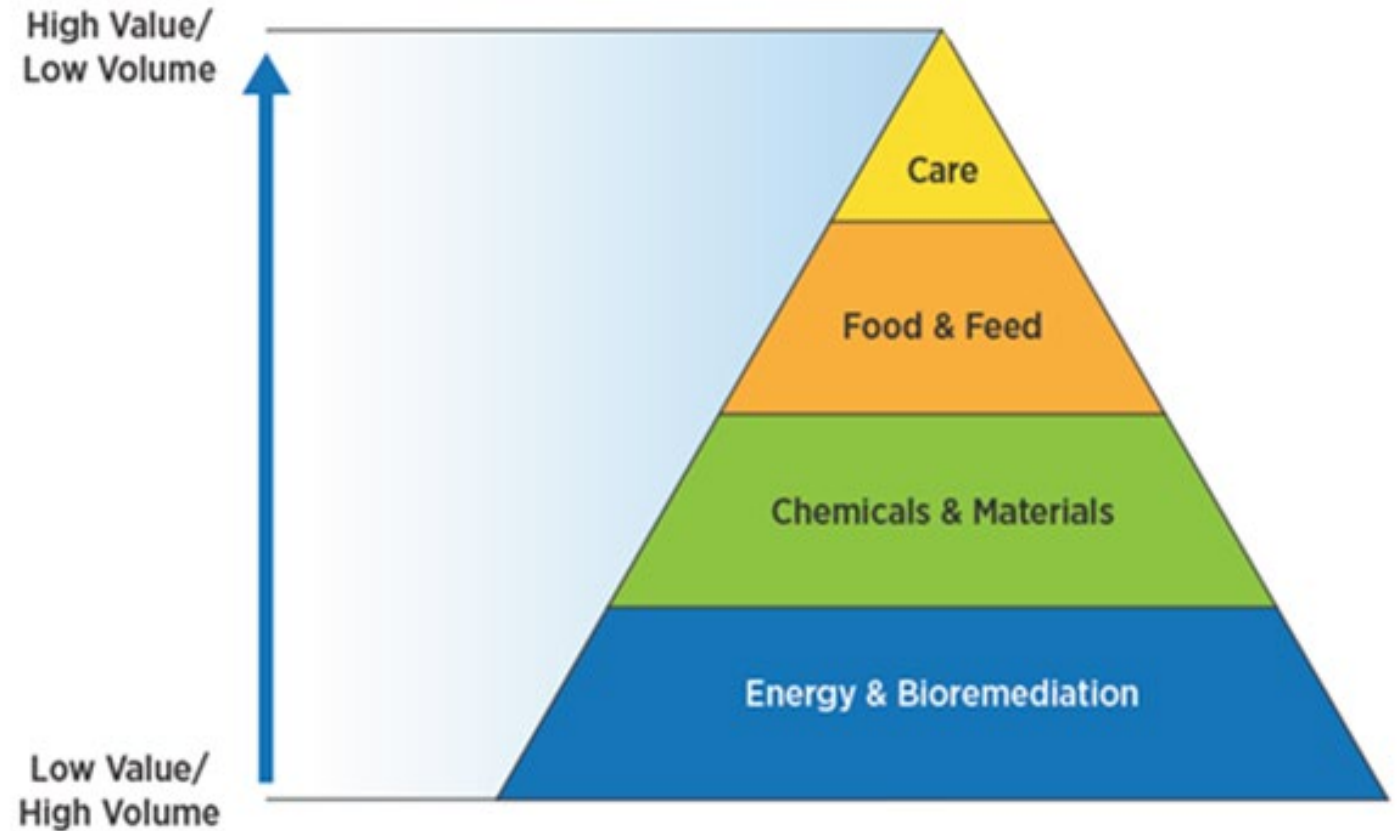 High Value/
Low Volume
Care
Food & Feed
Chemicals & Materials
Energy & Bioremediation
Low Value/
High Volume